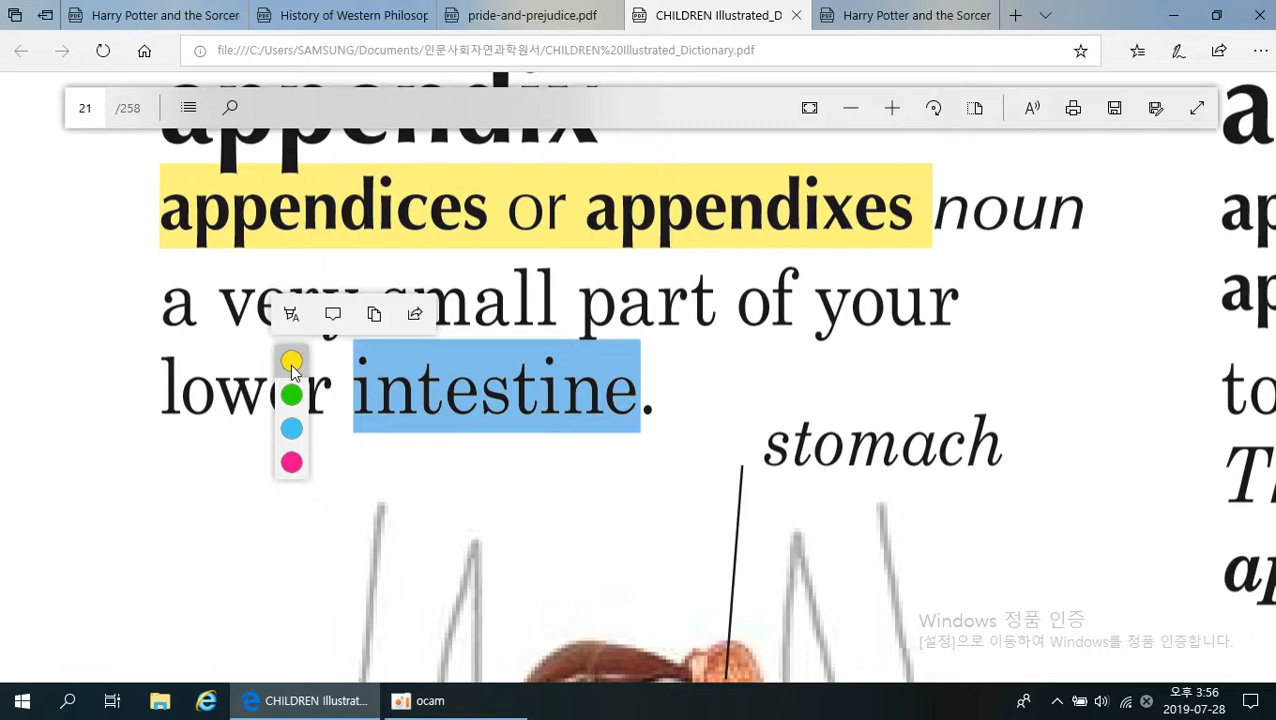 Harry Potter and the Sorcer
History of Western Philosop
pride-and-prejudice.pdf
CHILDREN Illustrated_D
Harry Potter and the Sorcer
file:///C:/Users/SAMSUNG/Documents/인문사회자연과학원서/CHILDREN%20Illustrated_Dictionary.pdf
21 /258
appendix
appendices or appendixes noun
a very small part of your
lower intestine.
stomach
a
ap
ap
to
Th
ap
Windows 정품 인증
[설정]으로 이동하여 Windows를 정품 인증합니다.
CHILDREN Illustrat...
ocam
오후 3:56
2019-07-28